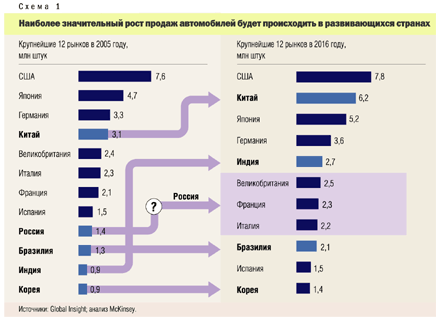 Схема 1
Наиболее значительный рост продаж автомобилей будет происходить в развивающихся странах
Крупнейшие 12 рынков в 2005 году,
млн штук
США 7,6
Япония 4,7
Германия 3,3
Китай 3,1
Великобритания 2,4
Италия 2,3
Франция 2,1
Испания 1,5
Россия 1,4
Бразилия 1,3
Индия 0,9
Корея 0,9
?
Россия
Крупнейшие 12 рынков в 2016 году,
млн штук
США 7,8
Китай 6,2
Япония 5,2
Германия 3,6
Индия 2,7
Великобритания 2,5
Франция 2,3
Италия 2,2
Бразилия 2,1
Испания 1,5
Корея 1,4
Источники: Global Insight; анализ McKinsey.